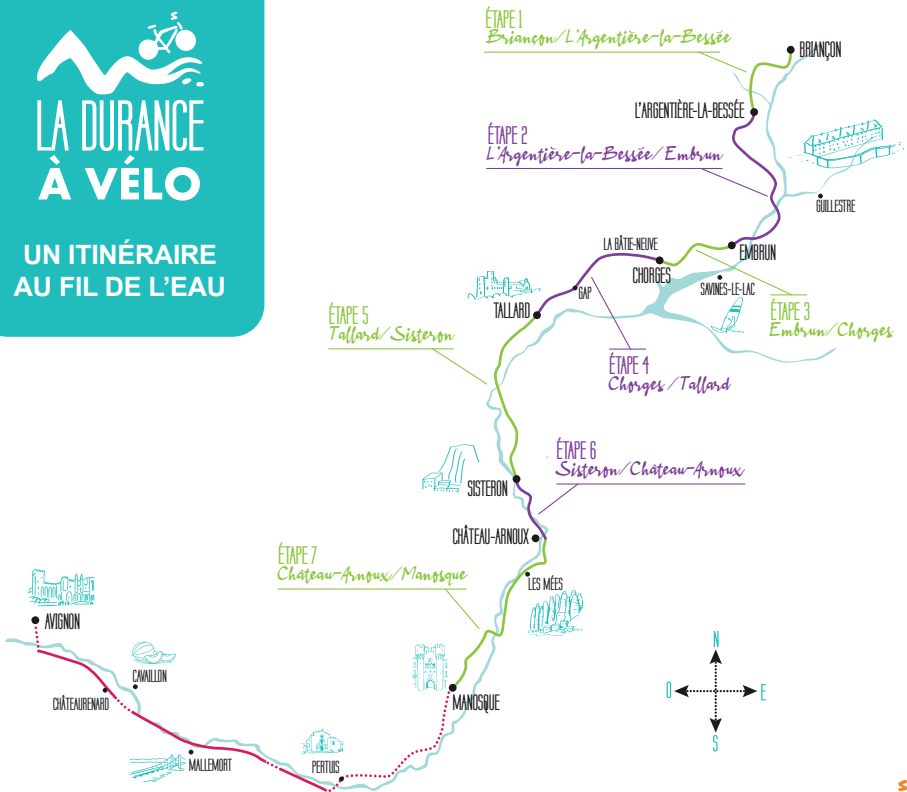 LA DURANCE
À VÉLO
UN ITINÉRAIRE
AU FIL DE L'EAU
ÉTAPE 1
Briançon/L'Argentière-la-Bessée
BRIANÇON
L'ARGENTIÈRE-LA-BESSÉE
ÉTAPE 2
L'Argentière-la-Bessée/Embrun
GUILLESTRE
EMBRUN
LA BÂTIE-NEUVE
CHORGES
SAVINES-LE-LAC
GAP
TALLARD
ÉTAPE 3
Embrun/Chorges
ÉTAPE 5
Tallard/Sisteron
ÉTAPE 4
Chorges/Tallard
ÉTAPE 6
Sisteron/Château-Arnoux
SISTERON
CHÂTEAU-ARNOUX
ÉTAPE 7
Château-Arnoux/Manosque
LES MÉES
AVIGNON
CAVAILLON
CHÂTEAURENARD
MANOSQUE
MALLEMORT
PERTUIS
N
O
E
S
s